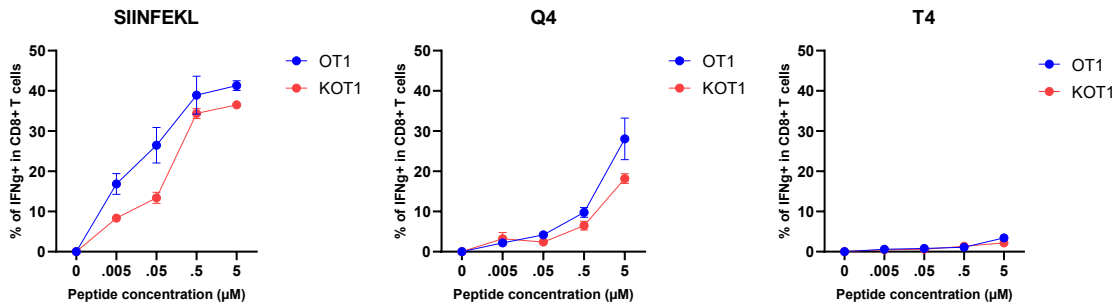 SIINFEKL
% of IFNg+ in CD8+ T cells
50
40
30
20
10
0
0
.005
.05
.5
5
Peptide concentration (µM)
OT1
KOT1
Q4
% of IFNg+ in CD8+ T cells
50
40
30
20
10
0
0
.005
.05
.5
5
Peptide concentration (µM)
OT1
KOT1
T4
% of IFNg+ in CD8+ T cells
50
40
30
20
10
0
0
.005
.05
.5
5
Peptide concentration (µM)
OT1
KOT1